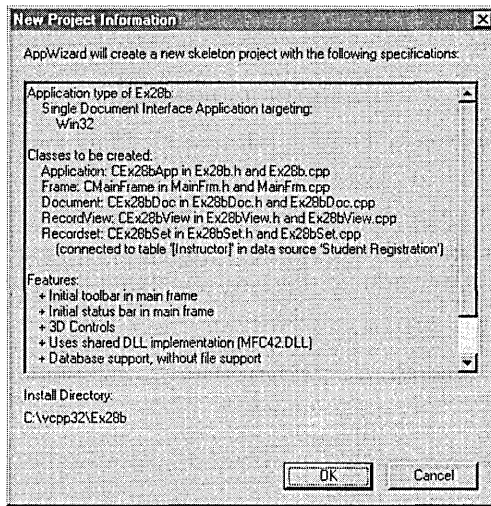 New Project Information
AppWizard will create a new skeleton project with the following specifications:
Application type of Ex28b:
Single Document Interface Application targeting:
Win32
Classes to be created:
Application: CEx28bApp in Ex28b.h and Ex28b.cpp
Frame: CMainFrame in MainFrm.h and MainFrm.cpp
Document: CEx28bDoc in Ex28bDoc.h and Ex28bDoc.cpp
RecordView: CEx28bView in Ex28bView.h and Ex28bView.cpp
Recordset: CEx28bSet in Ex28bSet.h and Ex28bSet.cpp
(connected to table '[Instructor]' in data source 'Student Registration')
Features:
+ Initial toolbar in main frame
+ Initial status bar in main frame
+ 3D Controls
+ Uses shared DLL implementation (MFC42.DLL)
+ Database support, without file support
Install Directory:
C:\vcpp32\Ex28b
OK
Cancel